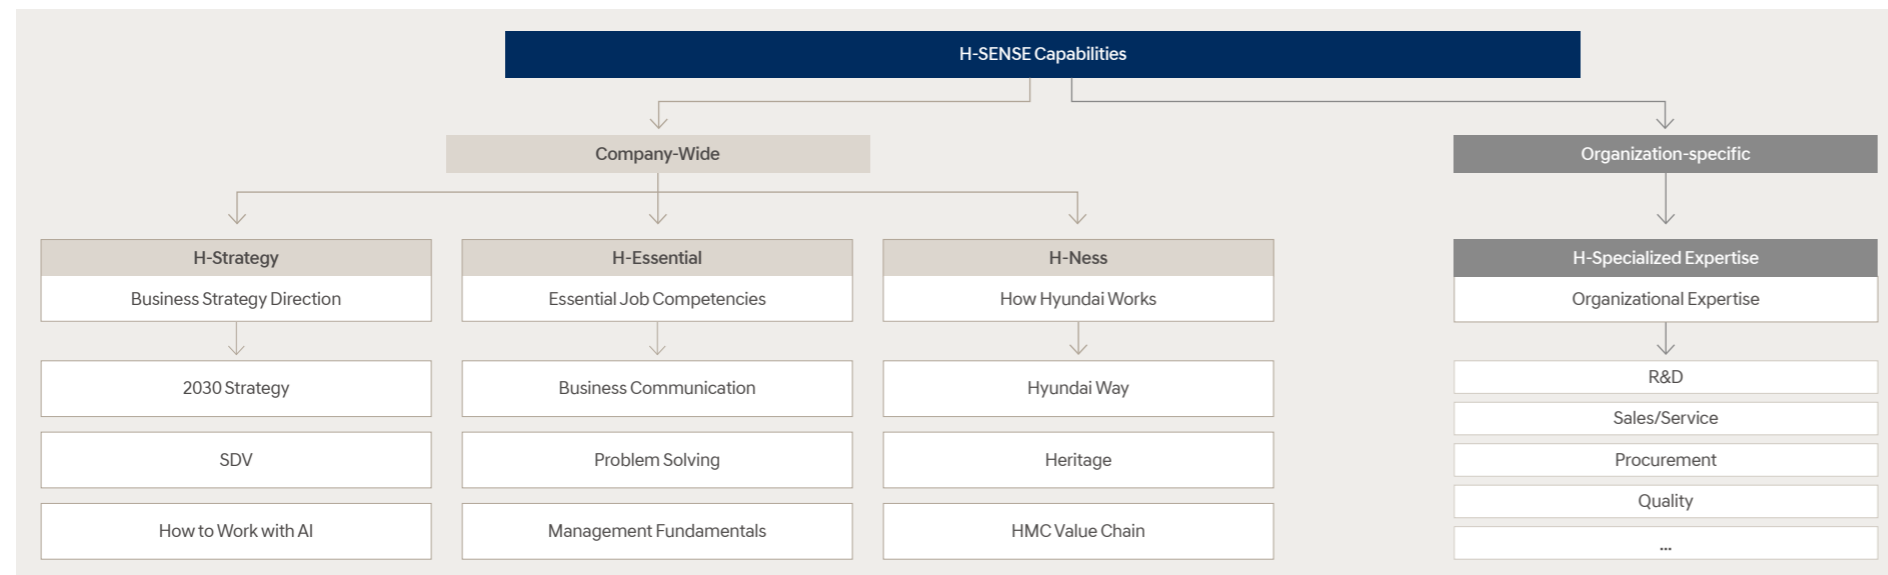 H-SENSE Capabilities
Company-Wide
Organization-specific
H-Strategy
Business Strategy Direction
2030 Strategy
SDV
How to Work with AI
H-Essential
Essential Job Competencies
Business Communication
Problem Solving
Management Fundamentals
H-Ness
How Hyundai Works
Hyundai Way
Heritage
HMC Value Chain
H-Specialized Expertise
Organizational Expertise
R&D
Sales/Service
Procurement
Quality
...